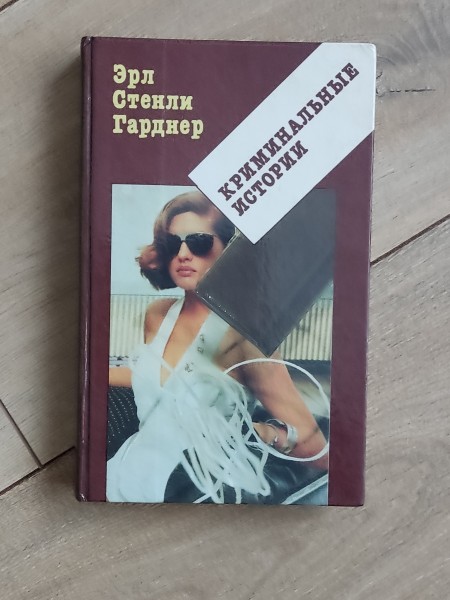 Эрл
Стенли
Гарднер
КРИМИНАЛЬНЫЕ
ИСТОРИИ